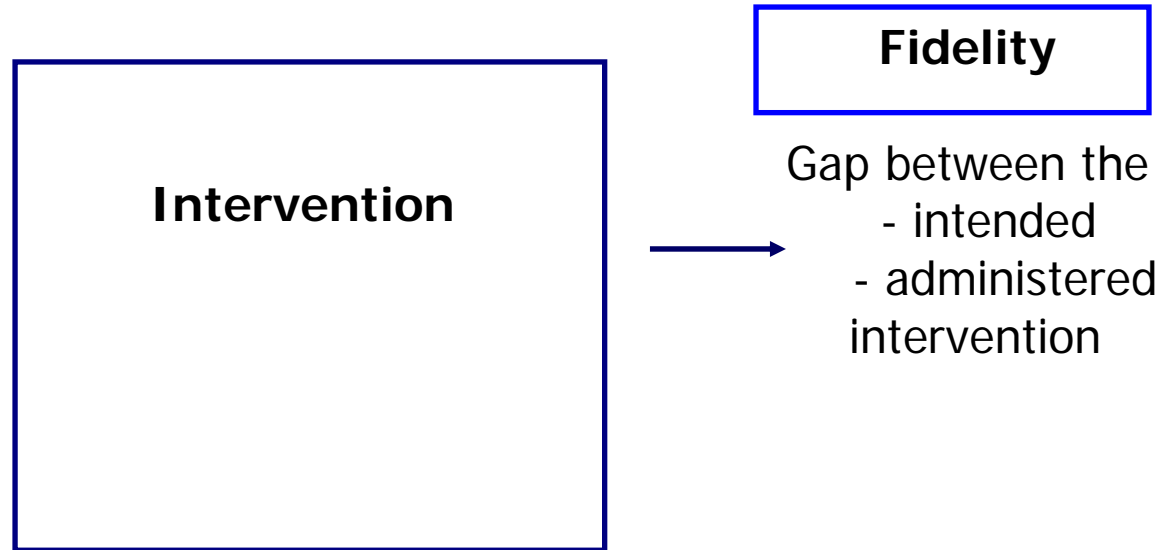 Intervention
Fidelity
Gap between the
- intended
- administered
intervention